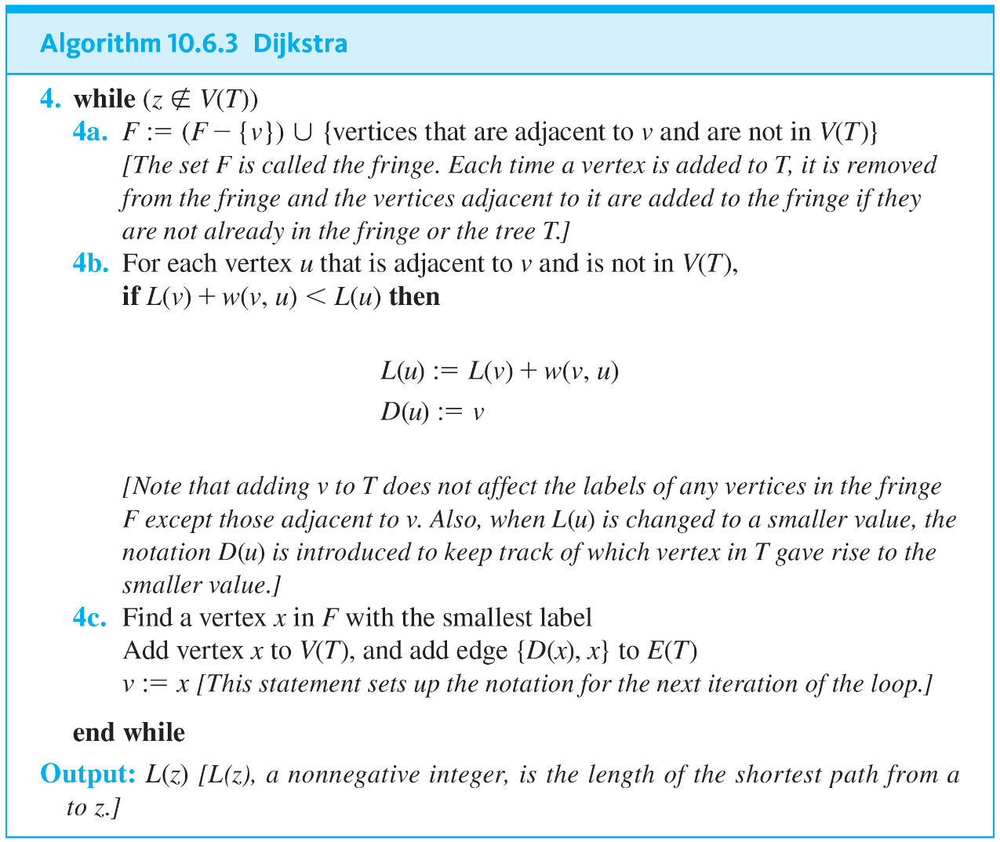 Algorithm 10.6.3 Dijkstra
4. while (z ∉ V(T))
4a. F := (F − {v}) ∪ {vertices that are adjacent to v and are not in V(T)}
[The set F is called the fringe. Each time a vertex is added to T, it is removed
from the fringe and the vertices adjacent to it are added to the fringe if they
are not already in the fringe or the tree T.]
4b. For each vertex u that is adjacent to v and is not in V(T),
if L(v) + w(v, u) < L(u) then
L(u) := L(v) + w(v, u)
D(u) := v
[Note that adding v to T does not affect the labels of any vertices in the fringe
F except those adjacent to v. Also, when L(u) is changed to a smaller value, the
notation D(u) is introduced to keep track of which vertex in T gave rise to the
smaller value.]
4c. Find a vertex x in F with the smallest label
Add vertex x to V(T), and add edge {D(x), x} to E(T)
v := x [This statement sets up the notation for the next iteration of the loop.]
end while
Output: L(z) [L(z), a nonnegative integer, is the length of the shortest path from a
to z.]